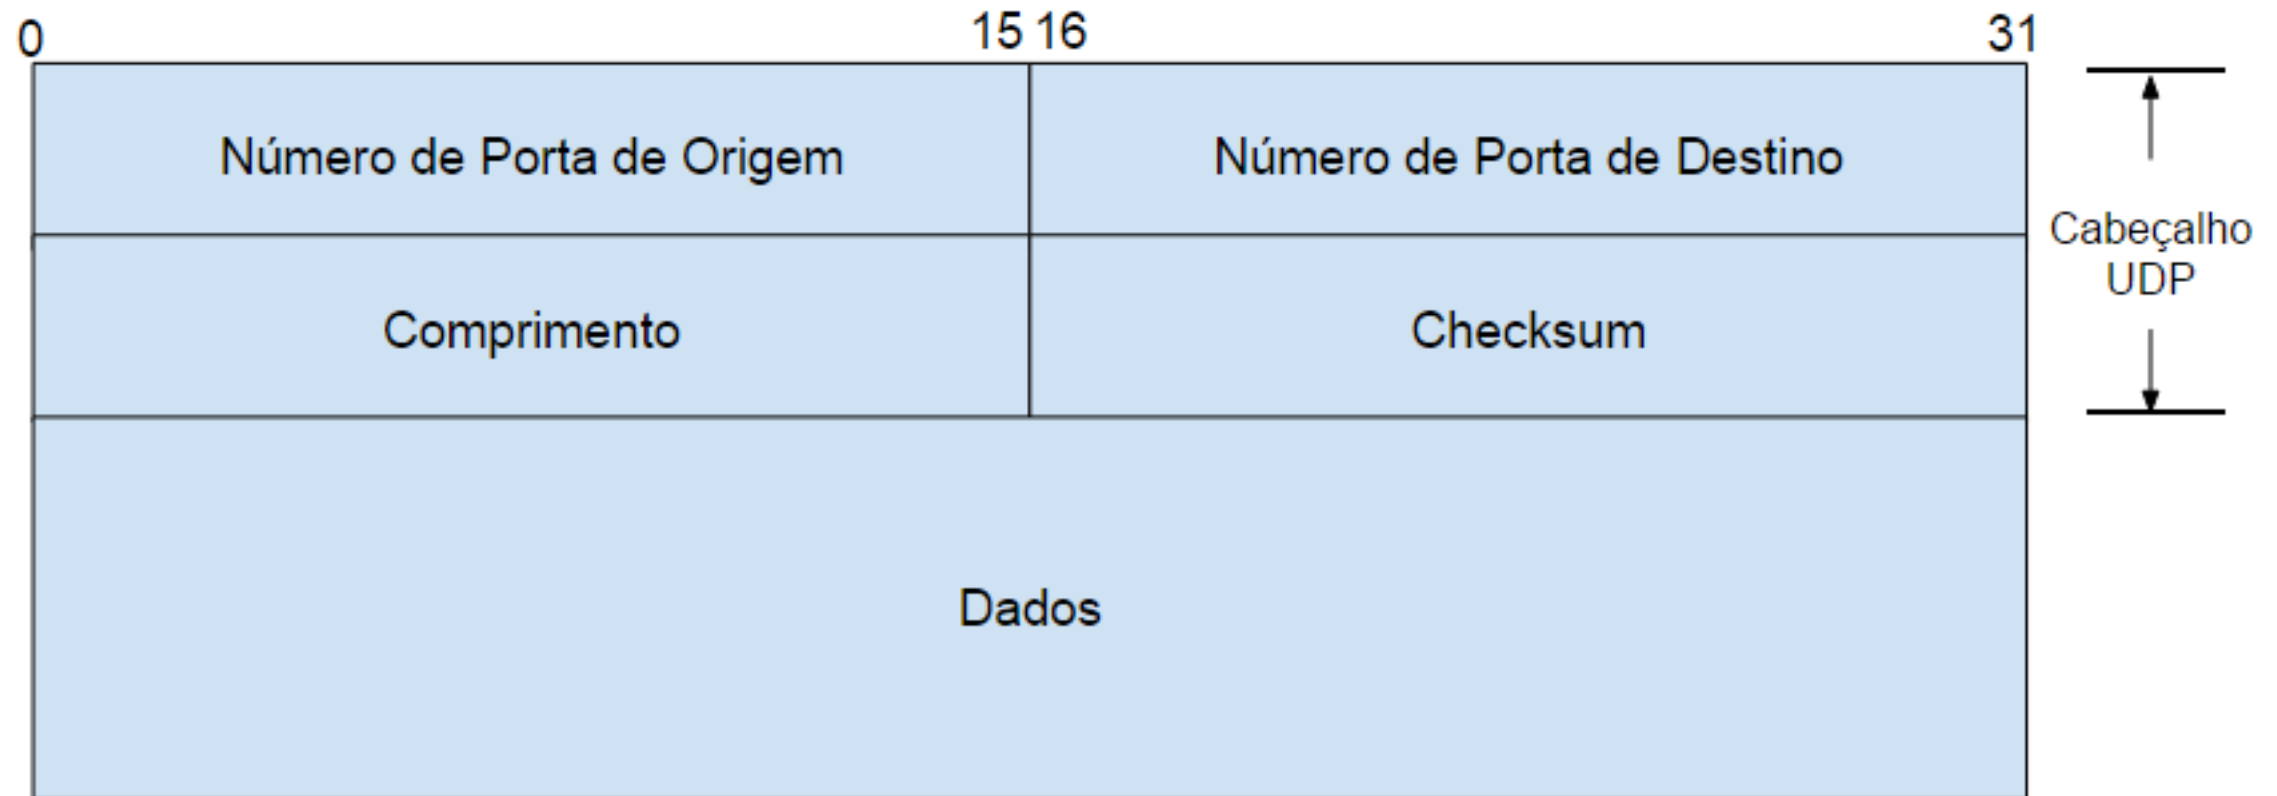 0 15 16 31
Número de Porta de Origem Número de Porta de Destino
Cabeçalho
UDP
Comprimento Checksum
Dados